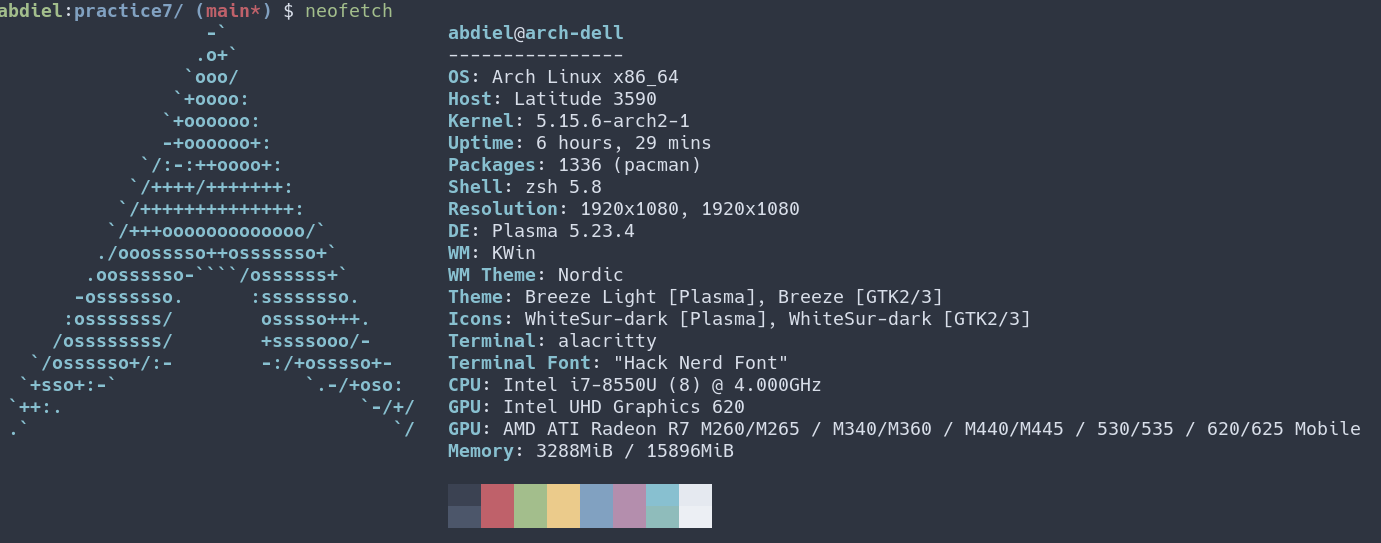 abdiel:practice7/ (main*) $ neofetch
                  -`                     abdiel@arch-dell
                 .o+`                    ----------------
                `ooo/                    OS: Arch Linux x86_64
               `+oooo:                   Host: Latitude 3590
              `+oooooo:                  Kernel: 5.15.6-arch2-1
              -+oooooo+:                 Uptime: 6 hours, 29 mins
            `/:-:++oooo+:                Packages: 1336 (pacman)
           `/++++/+++++++:               Shell: zsh 5.8
          `/++++++++++++++:              Resolution: 1920x1080, 1920x1080
         `/+++ooooooooooooo/`            DE: Plasma 5.23.4
        ./ooosssso++osssssso+`           WM: KWin
       .oossssso-````/ossssss+`          WM Theme: Nordic
      -osssssso.      :ssssssso.         Theme: Breeze Light [Plasma], Breeze [GTK2/3]
     :osssssss/        osssso+++.        Icons: WhiteSur-dark [Plasma], WhiteSur-dark [GTK2/3]
    /ossssssss/        +ssssooo/-        Terminal: alacritty
  `/ossssso+/:-        -:/+osssso+-      Terminal Font: "Hack Nerd Font"
 `+sso+:-`                 `.-/+oso:     CPU: Intel i7-8550U (8) @ 4.000GHz
`++:.                           `-/+/    GPU: Intel UHD Graphics 620
.`                                 `/    GPU: AMD ATI Radeon R7 M260/M265 / M340/M360 / M440/M445 / 530/535 / 620/625 Mobile
                                         Memory: 3288MiB / 15896MiB